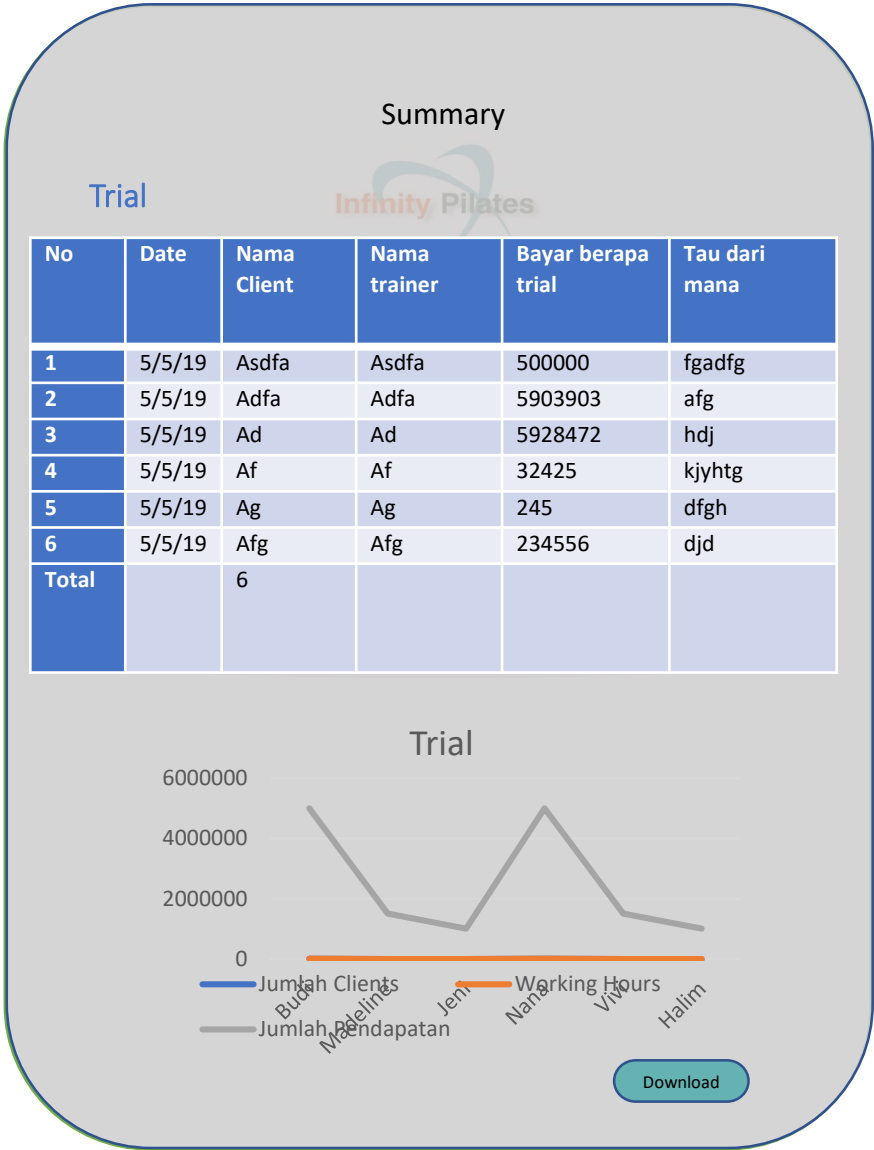 Summary
Trial
Infinity Pilates
No Date Nama Client Nama trainer Bayar berapa trial Tau dari mana
1 5/5/19 Asdfa Asdfa 500000 fgadfg
2 5/5/19 Adfa Adfa 5903903 afg
3 5/5/19 Ad Ad 5928472 hdj
4 5/5/19 Af Af 32425 kjyhtg
5 5/5/19 Ag Ag 245 dfgh
6 5/5/19 Afg Afg 234556 djd
Total 6
Trial
6000000
4000000
2000000
0
Budi Madeline Jeni Nana Vivi Halim
Jumlah Clients Working Hours
Jumlah Pendapatan
Download